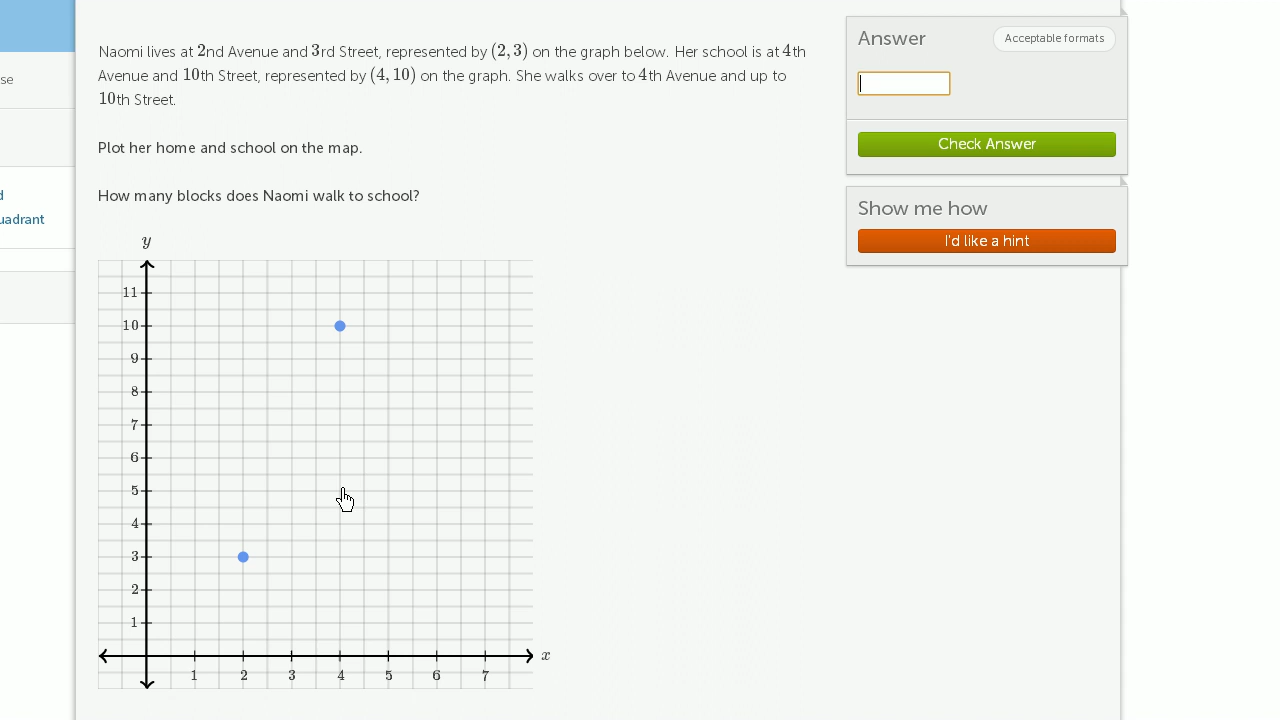 Naomi lives at 2nd Avenue and 3rd Street, represented by (2, 3) on the graph below. Her school is at 4th
Avenue and 10th Street, represented by (4, 10) on the graph. She walks over to 4th Avenue and up to
10th Street.
Plot her home and school on the map.
How many blocks does Naomi walk to school?
Answer
Acceptable formats
Check Answer
Show me how
I'd like a hint
se
d
uadrant
y
11
10
9
8
7
6
5
4
3
2
1
1 2 3 4 5 6 7
x